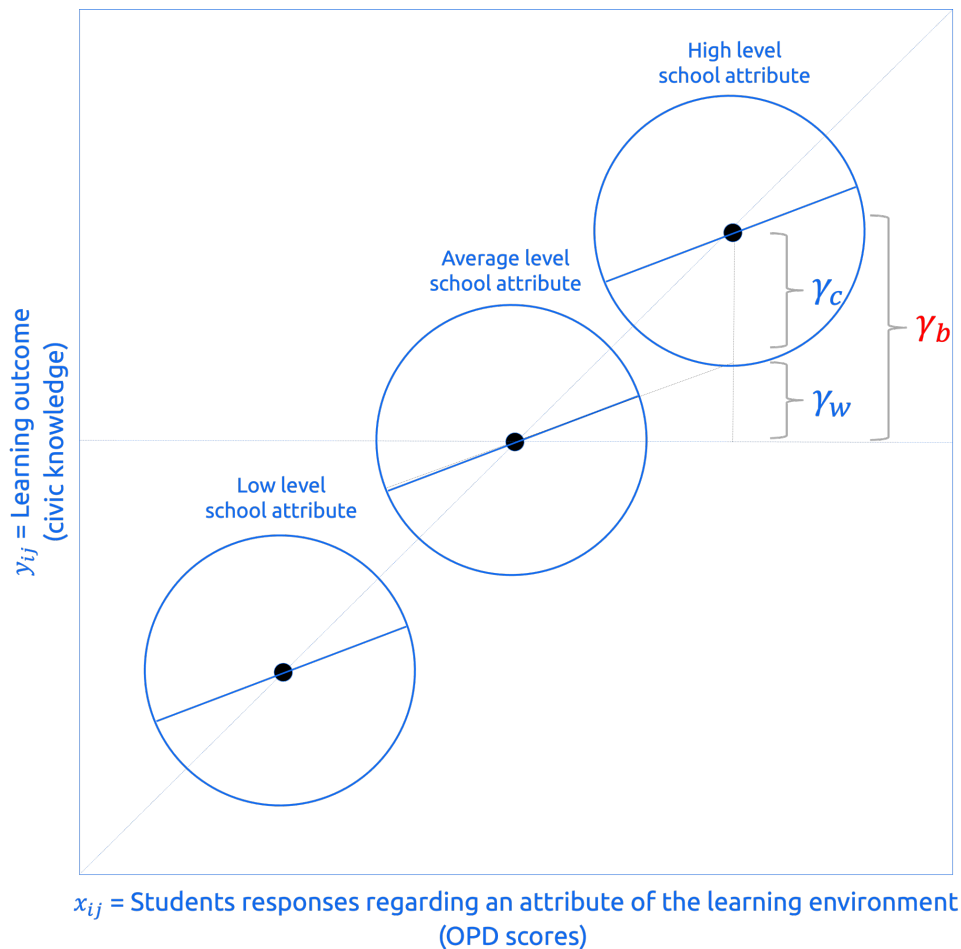 High level
school attribute
Average level
school attribute
γc
γb
γw
Low level
school attribute
yij = Learning outcome
(civic knowledge)
xij = Students responses regarding an attribute of the learning environment
(OPD scores)